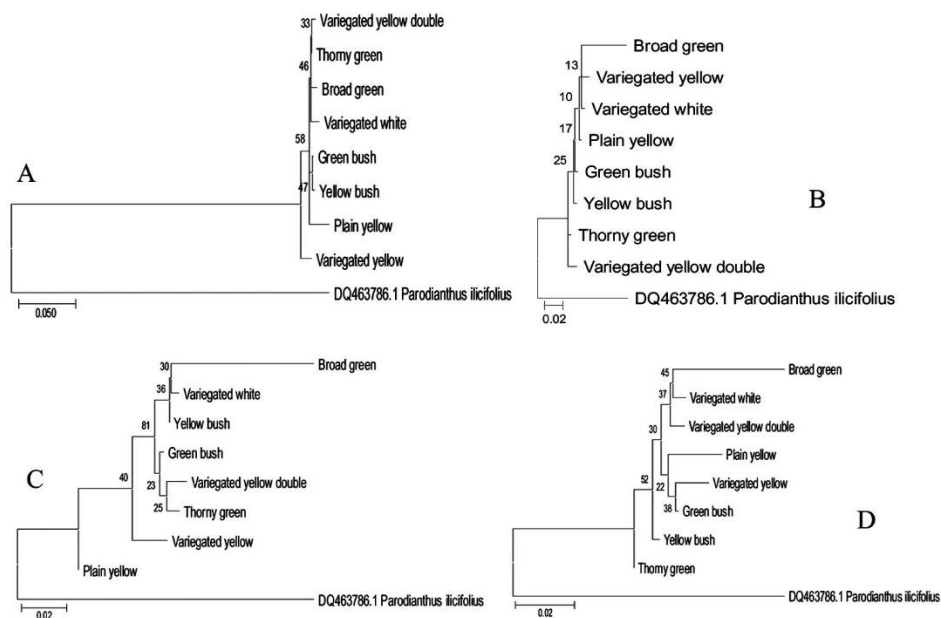 33
Variegated yellow double
46
Thorny green
Broad green
Variegated white
58
Green bush
47
Yellow bush
Plain yellow
Variegated yellow
DQ463786.1 Parodianthus ilicifolius
0.050
A
Broad green
13
Variegated yellow
10
Variegated white
17
Plain yellow
25
Green bush
Yellow bush
Thorny green
Variegated yellow double
DQ463786.1 Parodianthus ilicifolius
0.02
B
30
Broad green
36
Variegated white
Yellow bush
81
Green bush
40
23
Variegated yellow double
25
Thorny green
Variegated yellow
Plain yellow
DQ463786.1 Parodianthus ilicifolius
0.02
C
45
Broad green
37
Variegated white
30
Variegated yellow double
Plain yellow
52
22
Variegated yellow
38
Green bush
Yellow bush
Thorny green
DQ463786.1 Parodianthus ilicifolius
0.02
D